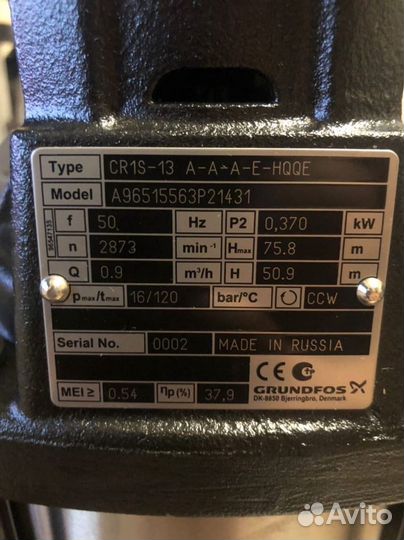 Type CR1S-13 A-A-A-E-HQQE
Model A96515563P21431
f 50 Hz P2 0,370 kW
n 2873 min-1 Hmax 75.8 m
Q 0.9 m³/h H 50.9 m
pmax/tmax 16/120 bar/°C CCW
Serial No. 0002 MADE IN RUSSIA
CE
GRUNDFOS X
MEI ≥ 0.54 ηp(%) 37.9 DK-8850 Bjerringbro, Denmark
Avito